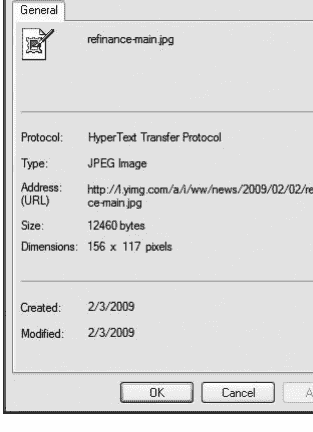 General
refinance-main.jpg
Protocol: HyperText Transfer Protocol
Type: JPEG Image
Address: http://l.yimg.com/a/i/ww/news/2009/02/02/re
(URL) ce-main.jpg
Size: 12460 bytes
Dimensions: 156 x 117 pixels
Created: 2/3/2009
Modified: 2/3/2009
OK Cancel A